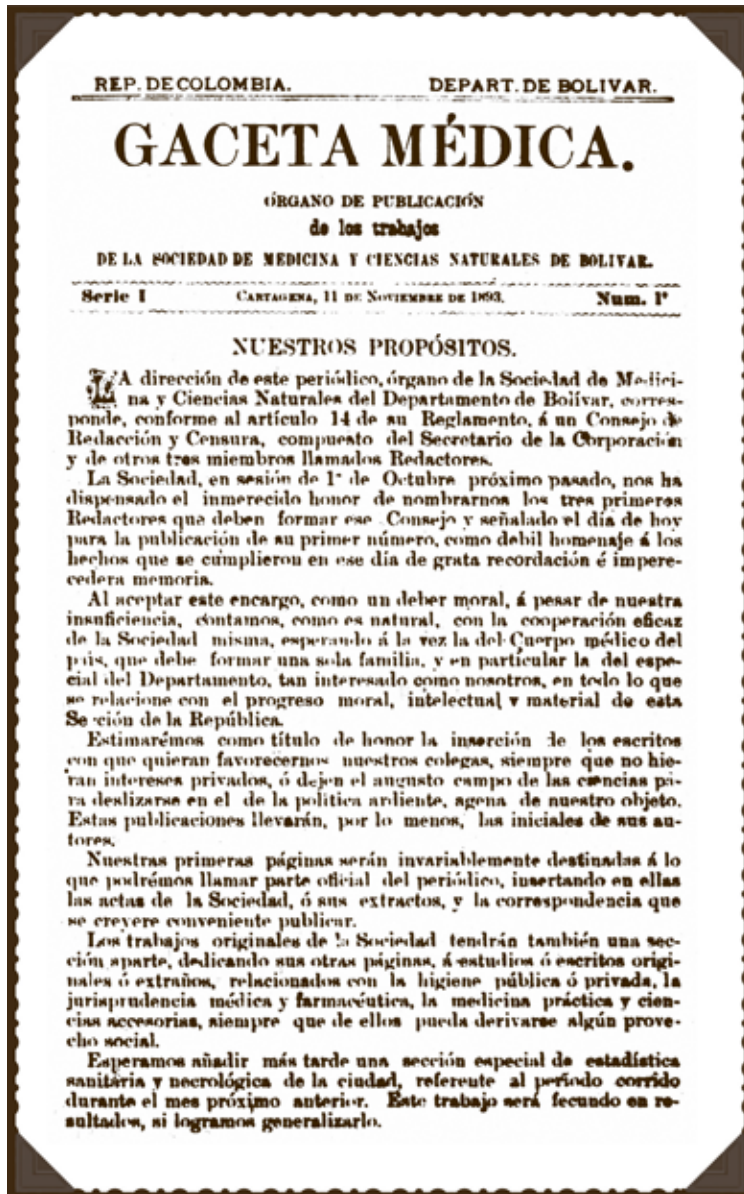 REP. DE COLOMBIA. DEPART. DE BOLIVAR.
GACETA MÉDICA.
ÓRGANO DE PUBLICACIÓN
de los trabajos
DE LA SOCIEDAD DE MEDICINA Y CIENCIAS NATURALES DE BOLIVAR.
Serie I CARTAGENA, 11 DE NOVIEMBRE DE 1893. Num. 1º
NUESTROS PROPÓSITOS.
LA dirección de este periódico, órgano de la Sociedad de Medici-
na y Ciencias Naturales del Departamento de Bolívar, corres-
ponde, conforme al artículo 14 de su Reglamento, á un Consejo de
Redacción y Censura, compuesto del Secretario de la Corporación
y de otros tres miembros llamados Redactores.
La Sociedad, en sesión de 1º de Octubre próximo pasado, nos ha
dispensado el inmerecido honor de nombrarnos los tres primeros
Redactores que deben formar ese Consejo y señalado el día de hoy
para la publicación de su primer número, como debil homenaje á los
hechos que se cumplieron en ese día de grata recordación é impere-
cedera memoria.
Al aceptar este encargo, como un deber moral, á pesar de nuestra
insuficiencia, contamos, como es natural, con la cooperación eficaz
de la Sociedad misma, esperando á la vez la del Cuerpo médico del
país, que debe formar una sola familia, y en particular la del espe-
cial del Departamento, tan interesado como nosotros, en todo lo que
se relacione con el progreso moral, intelectual y material de esta
Sección de la República.
Estimarémos como título de honor la inserción de los escritos
con que quieran favorecernos nuestros colegas, siempre que no hie-
ran intereses privados, ó dejen el augusto campo de las ciencias pa-
ra deslizarse en el de la política ardiente, agena de nuestro objeto.
Estas publicaciones llevarán, por lo menos, las iniciales de sus au-
tores.
Nuestras primeras páginas serán invariablemente destinadas á lo
que podrémos llamar parte oficial del periódico, insertando en ellas
las actas de la Sociedad, ó sus extractos, y la correspondencia que
se creyere conveniente publicar.
Los trabajos originales de la Sociedad tendrán también una sec-
ción aparte, dedicando sus otras páginas, á estudios ó escritos origi-
nales ó extraños, relacionados con la higiene pública ó privada, la
jurisprudencia médica y farmacéutica, la medicina práctica y cien-
cias accesorias, siempre que de ellos pueda derivarse algún prove-
cho social.
Esperamos añadir más tarde una sección especial de estadística
sanitaria y necrológica de la ciudad, referente al período corrido
durante el mes próximo anterior. Este trabajo será fecundo en re-
sultados, si logramos generalizarlo.